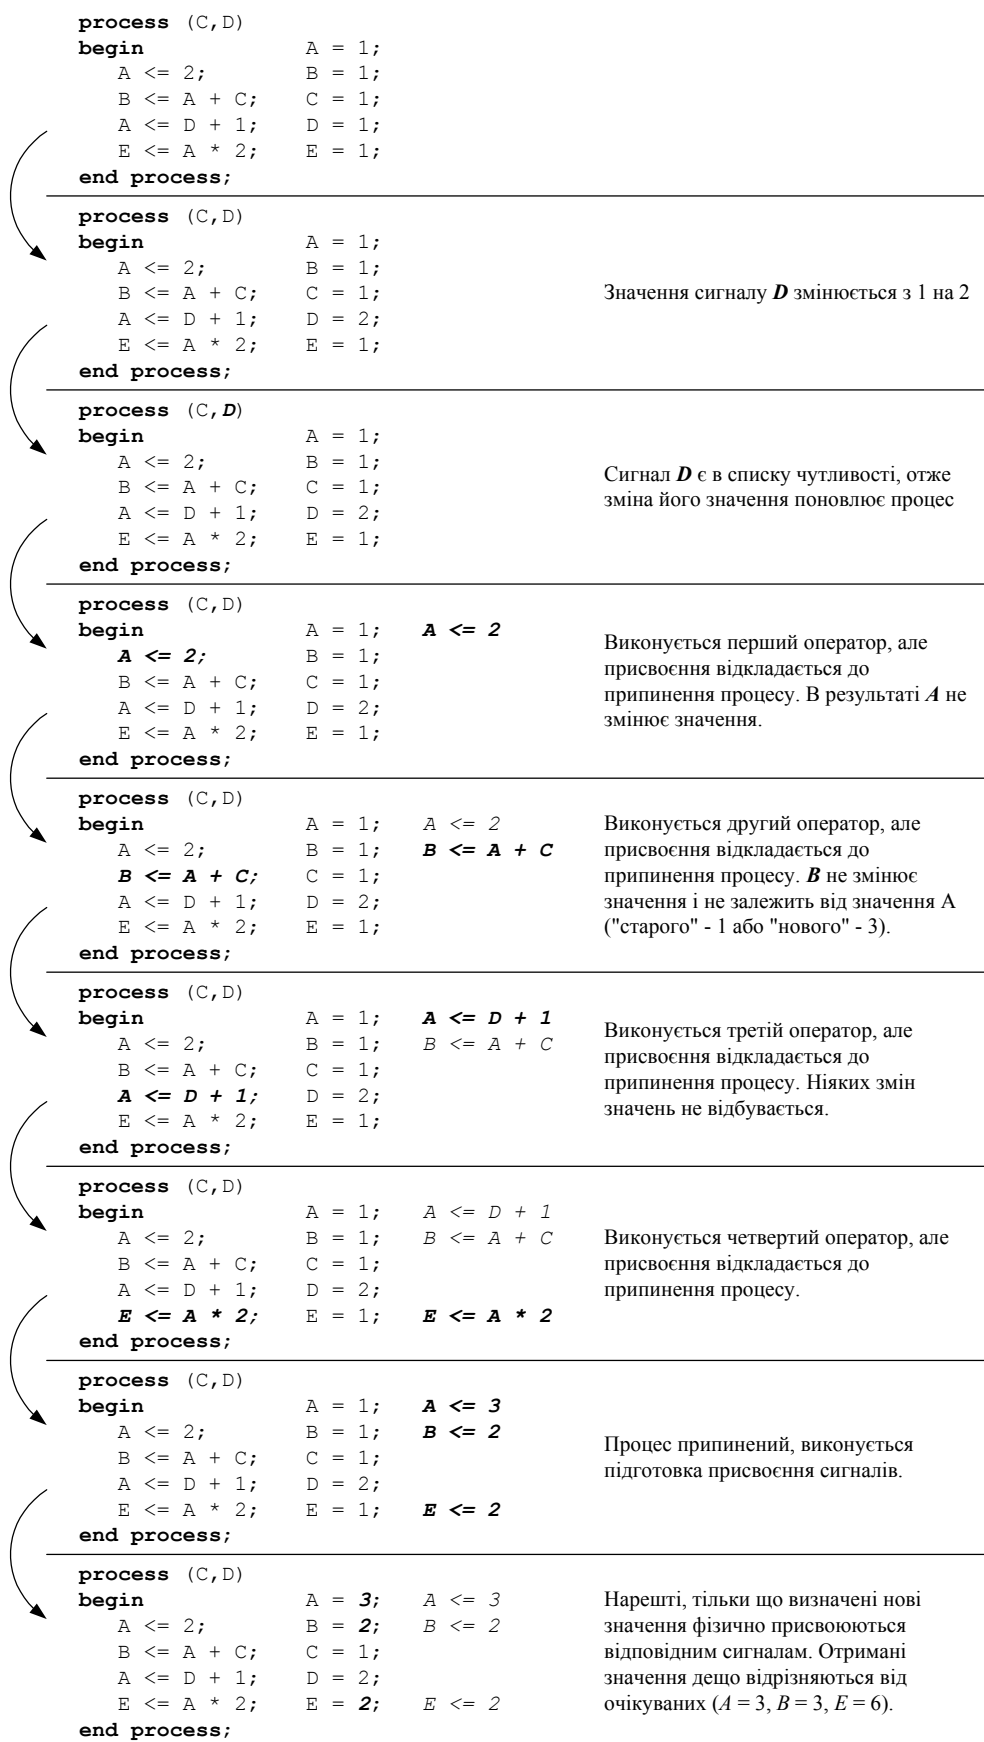 process (C,D)
begin A = 1;
A <= 2; B = 1;
B <= A + C; C = 1;
A <= D + 1; D = 1;
E <= A * 2; E = 1;
end process;
process (C,D)
begin A = 1;
A <= 2; B = 1;
B <= A + C; C = 1; Значення сигналу D змінюється з 1 на 2
A <= D + 1; D = 2;
E <= A * 2; E = 1;
end process;
process (C,D)
begin A = 1;
A <= 2; B = 1; Сигнал D є в списку чутливості, отже
B <= A + C; C = 1; зміна його значення поновлює процес
A <= D + 1; D = 2;
E <= A * 2; E = 1;
end process;
process (C,D)
begin A = 1; A <= 2 Виконується перший оператор, але
A <= 2; B = 1; присвоєння відкладається до
B <= A + C; C = 1; припинення процесу. В результаті A не
A <= D + 1; D = 2; змінює значення.
E <= A * 2; E = 1;
end process;
process (C,D)
begin A = 1; A <= 2 Виконується другий оператор, але
A <= 2; B = 1; B <= A + C присвоєння відкладається до
B <= A + C; C = 1; припинення процесу. B не змінює
A <= D + 1; D = 2; значення і не залежить від значення А
E <= A * 2; E = 1; ("старого" - 1 або "нового" - 3).
end process;
process (C,D)
begin A = 1; A <= D + 1 Виконується третій оператор, але
A <= 2; B = 1; B <= A + C присвоєння відкладається до
B <= A + C; C = 1; припинення процесу. Ніяких змін
A <= D + 1; D = 2; значень не відбувається.
E <= A * 2; E = 1;
end process;
process (C,D)
begin A = 1; A <= D + 1
A <= 2; B = 1; B <= A + C Виконується четвертий оператор, але
B <= A + C; C = 1; присвоєння відкладається до
A <= D + 1; D = 2; припинення процесу.
E <= A * 2; E = 1; E <= A * 2
end process;
process (C,D)
begin A = 1; A <= 3
A <= 2; B = 1; B <= 2 Процес припинений, виконується
B <= A + C; C = 1; підготовка присвоєння сигналів.
A <= D + 1; D = 2;
E <= A * 2; E = 1; E <= 2
end process;
process (C,D)
begin A = 3; A <= 3 Нарешті, тільки що визначені нові
A <= 2; B = 2; B <= 2 значення фізично присвоюються
B <= A + C; C = 1; відповідним сигналам. Отримані
A <= D + 1; D = 2; значення дещо відрізняються від
E <= A * 2; E = 2; E <= 2 очікуваних (A = 3, B = 3, E = 6).
end process;